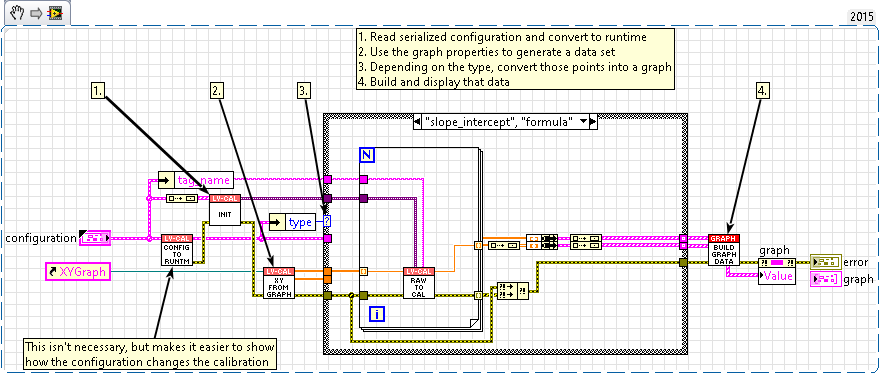 2015
1. Read serialized configuration and convert to runtime
2. Use the graph properties to generate a data set
3. Depending on the type, convert those points into a graph
4. Build and display that data
1.
2.
3.
4.
"slope_intercept", "formula"
N
tag_name
LV-CAL
INIT
type
?
configuration
LV-CAL
CONFIG
TO
RUNTM
XYGraph
LV-CAL
XY
FROM
GRAPH
LV-CAL
RAW
TO
CAL
i
GRAPH
BUILD
GRAPH
DATA
graph
Value
error
graph
This isn't necessary, but makes it easier to show
how the configuration changes the calibration